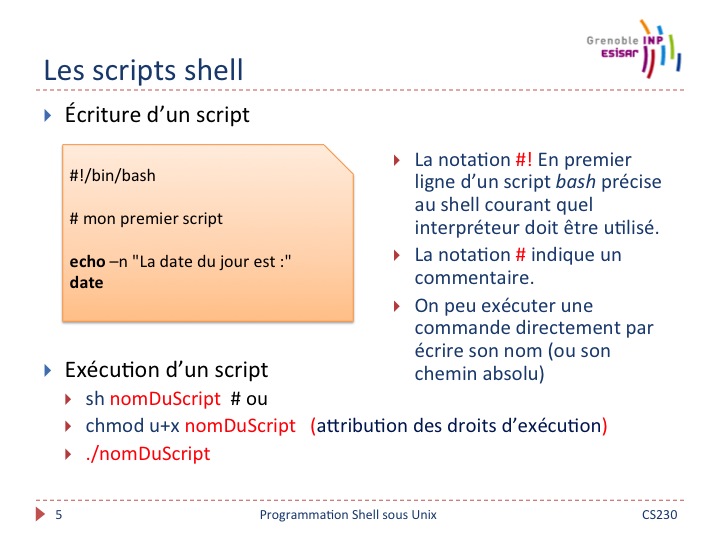 Grenoble INP
ESISAR
Les scripts shell
Écriture d'un script
#!/bin/bash
# mon premier script
echo –n "La date du jour est :"
date
La notation #! En premier
ligne d'un script bash précise
au shell courant quel
interpréteur doit être utilisé.
La notation # indique un
commentaire.
On peu exécuter une
commande directement par
écrire son nom (ou son
chemin absolu)
Exécution d'un script
sh nomDuScript # ou
chmod u+x nomDuScript (attribution des droits d'exécution)
./nomDuScript
5 Programmation Shell sous Unix CS230